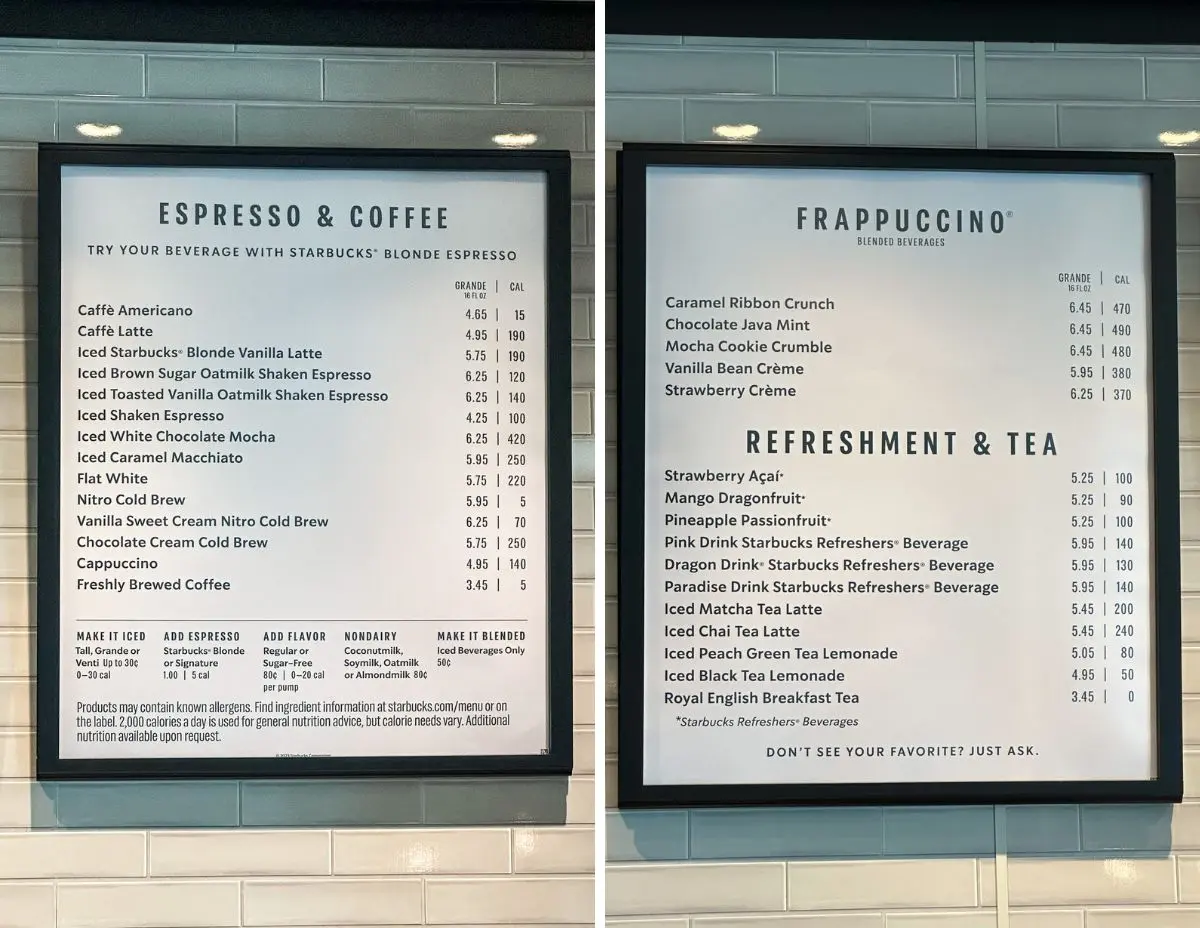 ESPRESSO & COFFEE
TRY YOUR BEVERAGE WITH STARBUCKS® BLONDE ESPRESSO
GRANDE | CAL
16 FL OZ
Caffè Americano 4.65 | 15
Caffè Latte 4.95 | 190
Iced Starbucks® Blonde Vanilla Latte 5.75 | 190
Iced Brown Sugar Oatmilk Shaken Espresso 6.25 | 120
Iced Toasted Vanilla Oatmilk Shaken Espresso 6.25 | 140
Iced Shaken Espresso 4.25 | 100
Iced White Chocolate Mocha 6.25 | 420
Iced Caramel Macchiato 5.95 | 250
Flat White 5.75 | 220
Nitro Cold Brew 5.95 | 5
Vanilla Sweet Cream Nitro Cold Brew 6.25 | 70
Chocolate Cream Cold Brew 5.75 | 250
Cappuccino 4.95 | 140
Freshly Brewed Coffee 3.45 | 5
MAKE IT ICED
Tall, Grande or
Venti Up to 30¢
0–30 cal
ADD ESPRESSO
Starbucks® Blonde
or Signature
1.00 | 5 cal
ADD FLAVOR
Regular or
Sugar–Free
80¢ | 0–20 cal
per pump
NONDAIRY
Coconutmilk,
Soymilk, Oatmilk
or Almondmilk 80¢
MAKE IT BLENDED
Iced Beverages Only
50¢
Products may contain known allergens. Find ingredient information at starbucks.com/menu or on
the label. 2,000 calories a day is used for general nutrition advice, but calorie needs vary. Additional
nutrition available upon request.
FRAPPUCCINO®
BLENDED BEVERAGES
GRANDE | CAL
16 FL OZ
Caramel Ribbon Crunch 6.45 | 470
Chocolate Java Mint 6.45 | 490
Mocha Cookie Crumble 6.45 | 480
Vanilla Bean Crème 5.95 | 380
Strawberry Crème 6.25 | 370
REFRESHMENT & TEA
Strawberry Açaí* 5.25 | 100
Mango Dragonfruit* 5.25 | 90
Pineapple Passionfruit* 5.25 | 100
Pink Drink Starbucks Refreshers® Beverage 5.95 | 140
Dragon Drink® Starbucks Refreshers® Beverage 5.95 | 130
Paradise Drink Starbucks Refreshers® Beverage 5.95 | 140
Iced Matcha Tea Latte 5.45 | 200
Iced Chai Tea Latte 5.45 | 240
Iced Peach Green Tea Lemonade 5.05 | 80
Iced Black Tea Lemonade 4.95 | 50
Royal English Breakfast Tea 3.45 | 0
*Starbucks Refreshers® Beverages
DON'T SEE YOUR FAVORITE? JUST ASK.